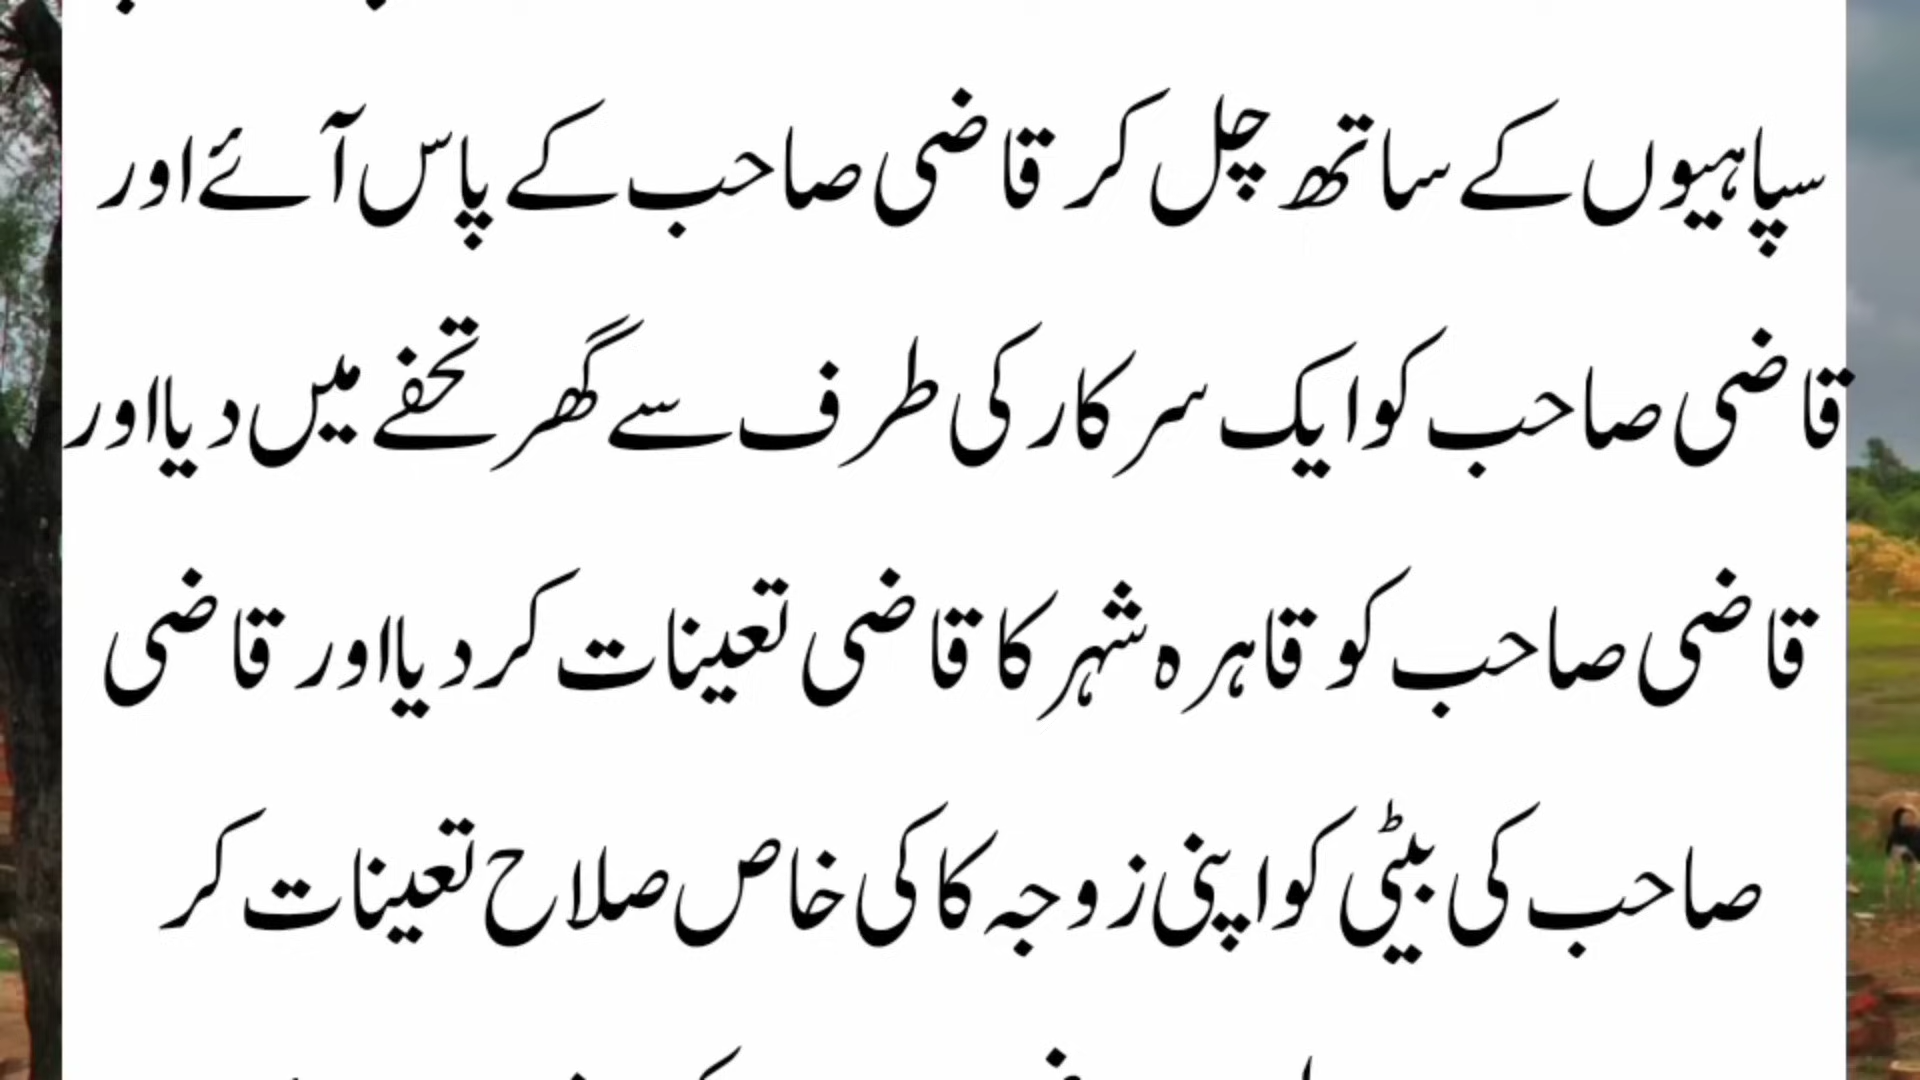 سپاہیوں کے ساتھ چل کر قاضی صاحب کے پاس آئے اور
قاضی صاحب کو ایک سرکار کی طرف سے گھر تحفے میں دیا اور
قاضی صاحب کو قاہرہ شہر کا قاضی تعینات کر دیا اور قاضی
صاحب کی بیٹی کو اپنی زوجہ کا کی خاص صلاح تعینات کر